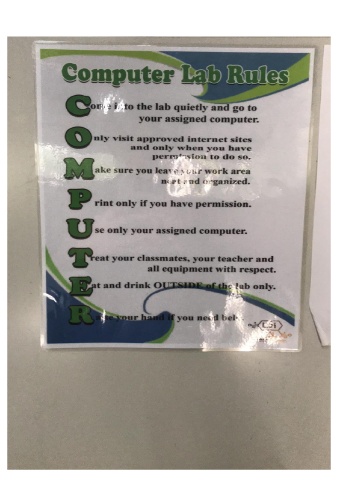 Computer Lab Rules
Come into the lab quietly and go to
your assigned computer.
Only visit approved internet sites
and only when you have
permission to do so.
Make sure you leave your work area
neat and organized.
Print only if you have permission.
Use only your assigned computer.
Treat your classmates, your teacher and
all equipment with respect.
Eat and drink OUTSIDE of the lab only.
Raise your hand if you need hel